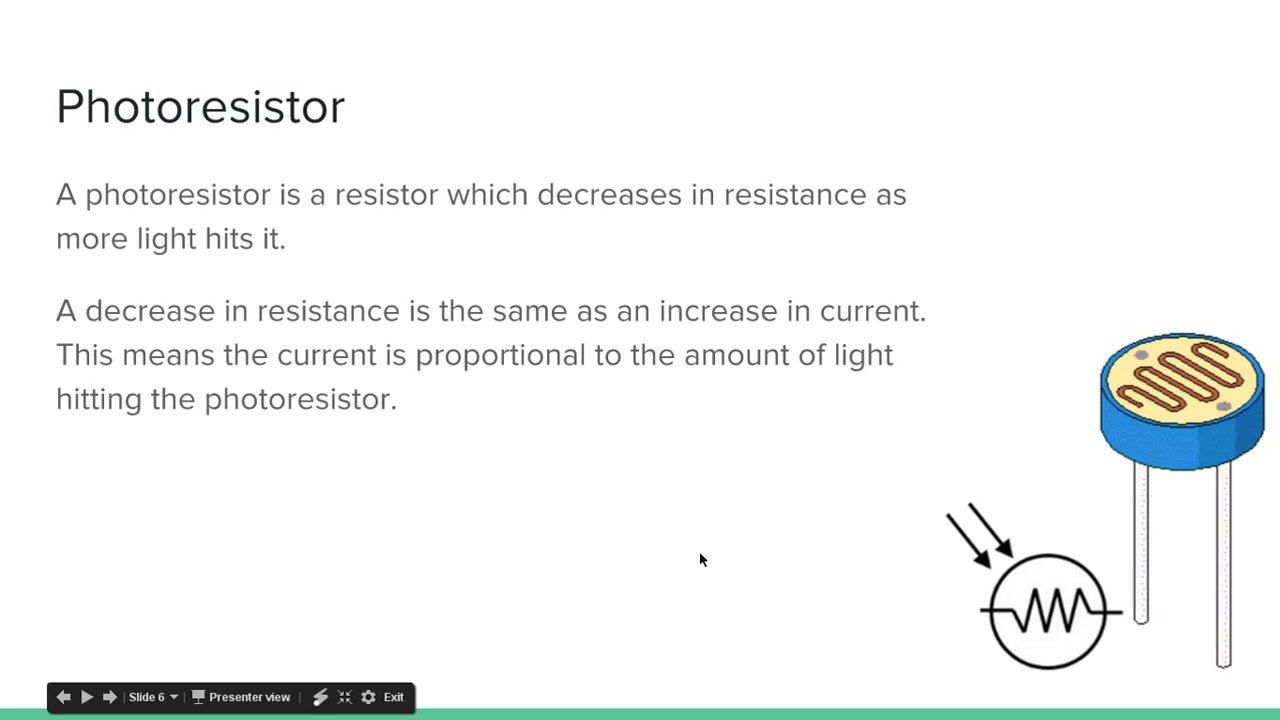 Photoresistor
A photoresistor is a resistor which decreases in resistance as
more light hits it.
A decrease in resistance is the same as an increase in current.
This means the current is proportional to the amount of light
hitting the photoresistor.
Slide 6
Presenter view
Exit